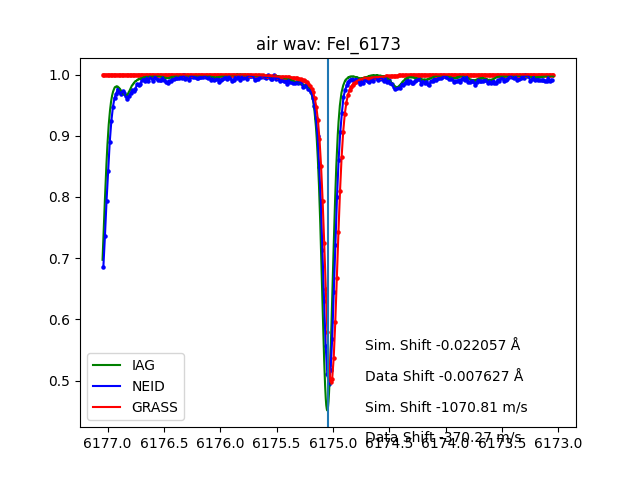 air wav: FeI_6173
1.0
0.9
0.8
0.7
0.6
0.5
Sim. Shift -0.022057 Å
Data Shift -0.007627 Å
Sim. Shift -1070.81 m/s
Data Shift -370.27 m/s
IAG
NEID
GRASS
6177.0 6176.5 6176.0 6175.5 6175.0 6174.5 6174.0 6173.5 6173.0